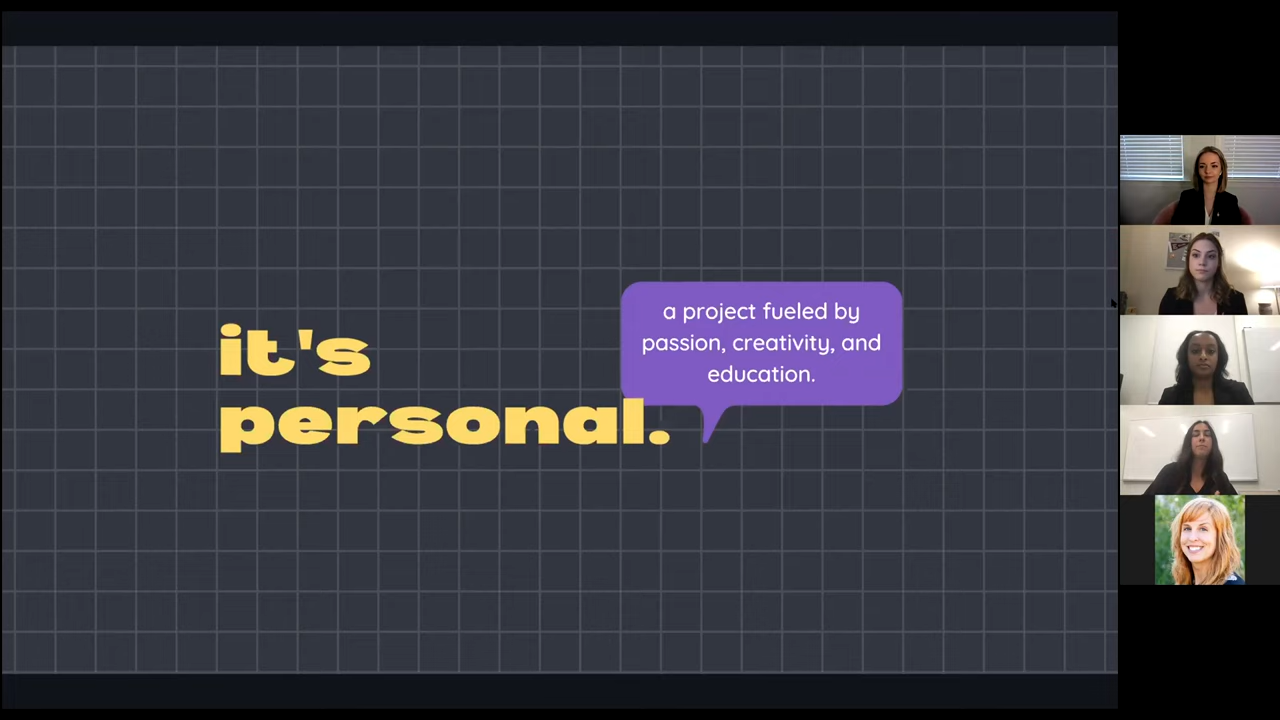 it's
personal.
a project fueled by
passion, creativity, and
education.